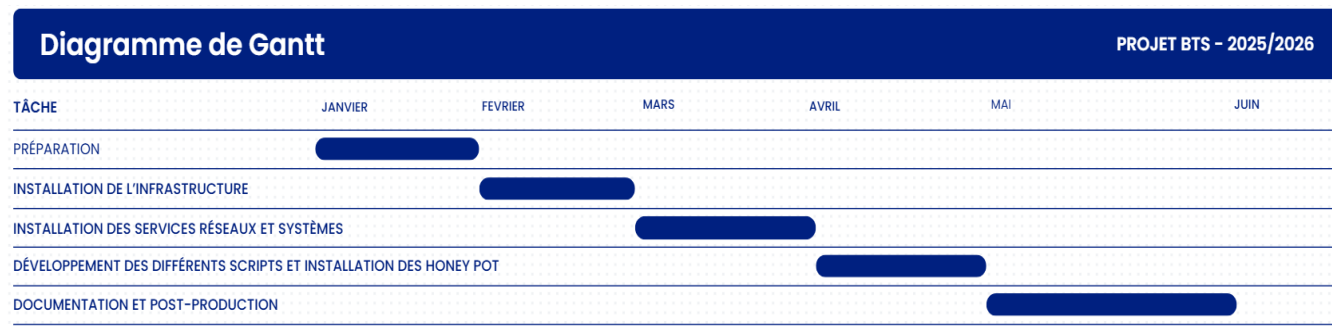 Diagramme de Gantt
PROJET BTS - 2025/2026
TÂCHE JANVIER FEVRIER MARS AVRIL MAI JUIN
PRÉPARATION
INSTALLATION DE L'INFRASTRUCTURE
INSTALLATION DES SERVICES RÉSEAUX ET SYSTÈMES
DÉVELOPPEMENT DES DIFFÉRENTS SCRIPTS ET INSTALLATION DES HONEY POT
DOCUMENTATION ET POST-PRODUCTION